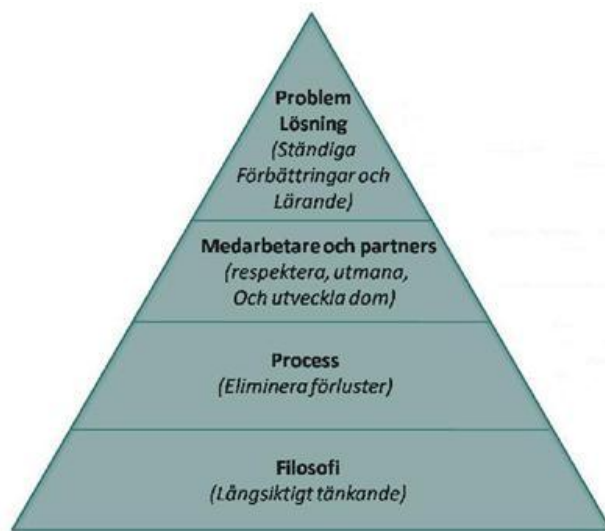 Problem
Lösning
(Ständiga
Förbättringar och
Lärande)
Medarbetare och partners
(respektera, utmana,
Och utveckla dom)
Process
(Eliminera förluster)
Filosofi
(Långsiktigt tänkande)